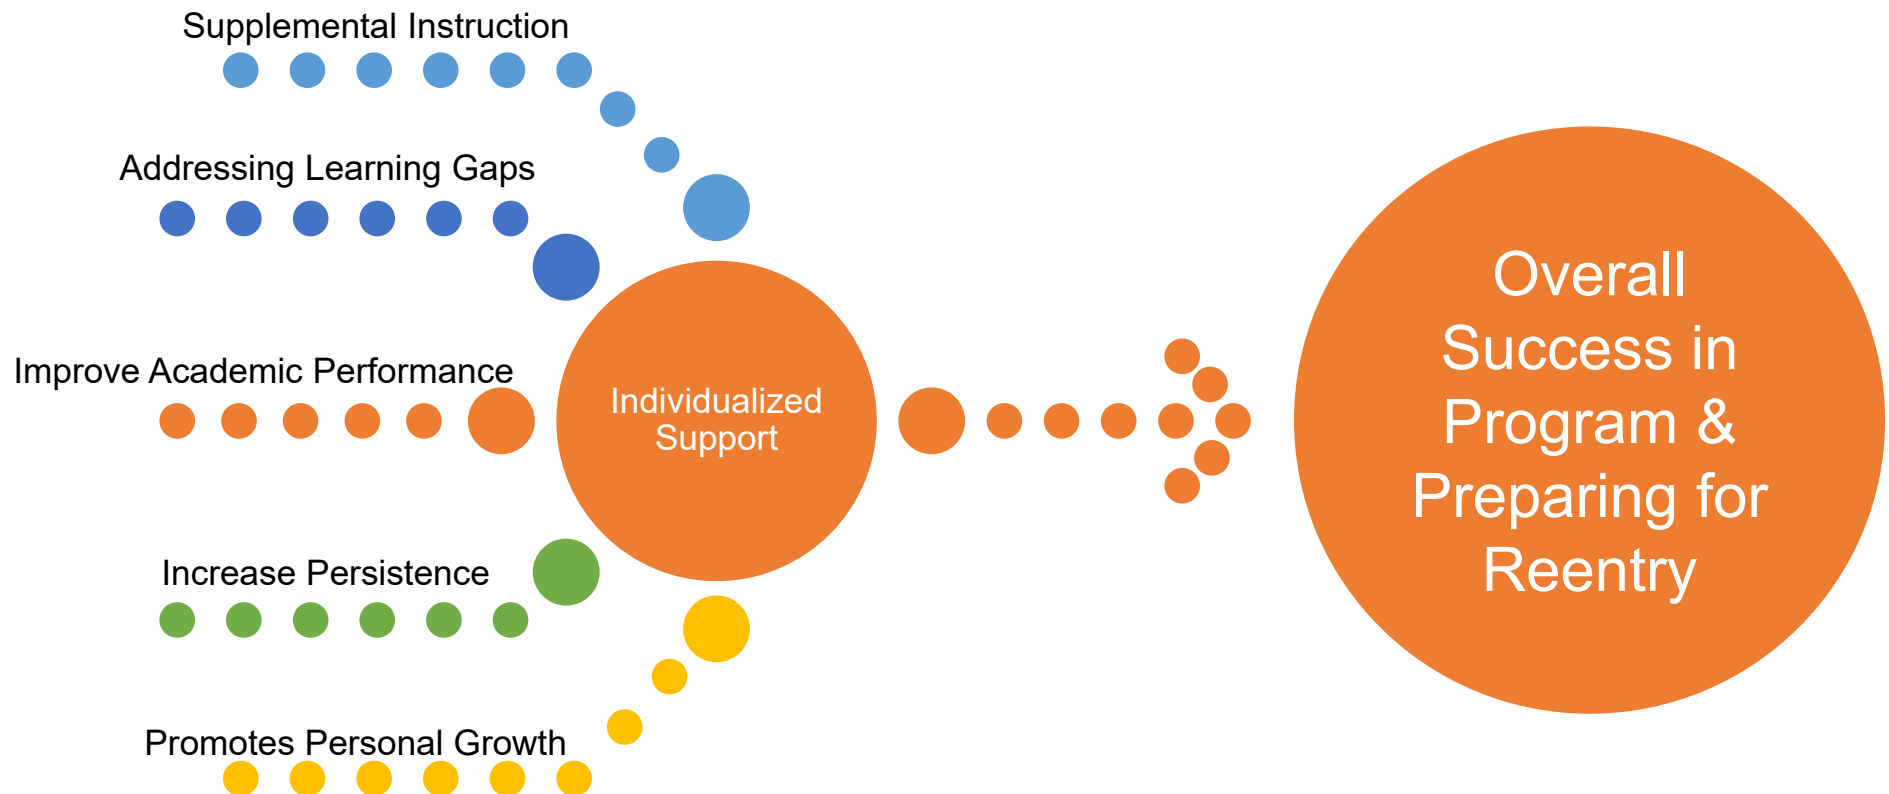 Supplemental Instruction
Addressing Learning Gaps
Improve Academic Performance
Increase Persistence
Promotes Personal Growth
Individualized
Support
Overall
Success in
Program &
Preparing for
Reentry